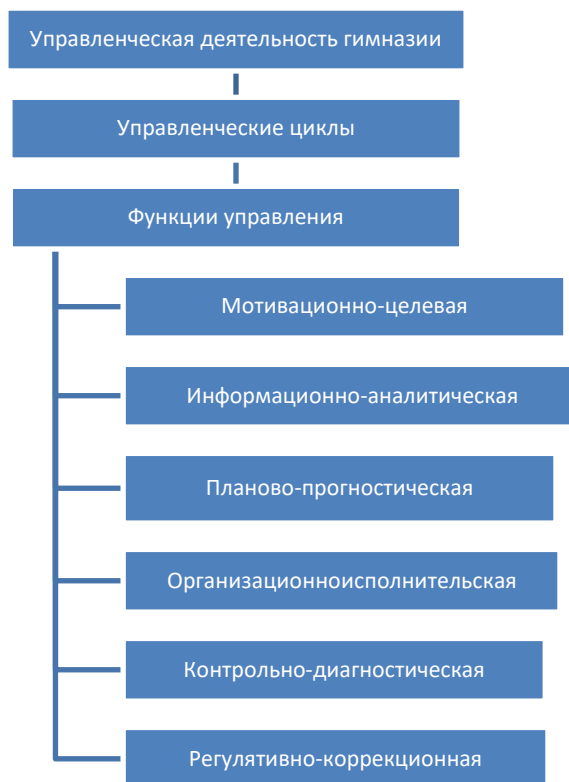 Управленческая деятельность гимназии
Управленческие циклы
Функции управления
Мотивационно-целевая
Информационно-аналитическая
Планово-прогностическая
Организационноисполнительская
Контрольно-диагностическая
Регулятивно-коррекционная